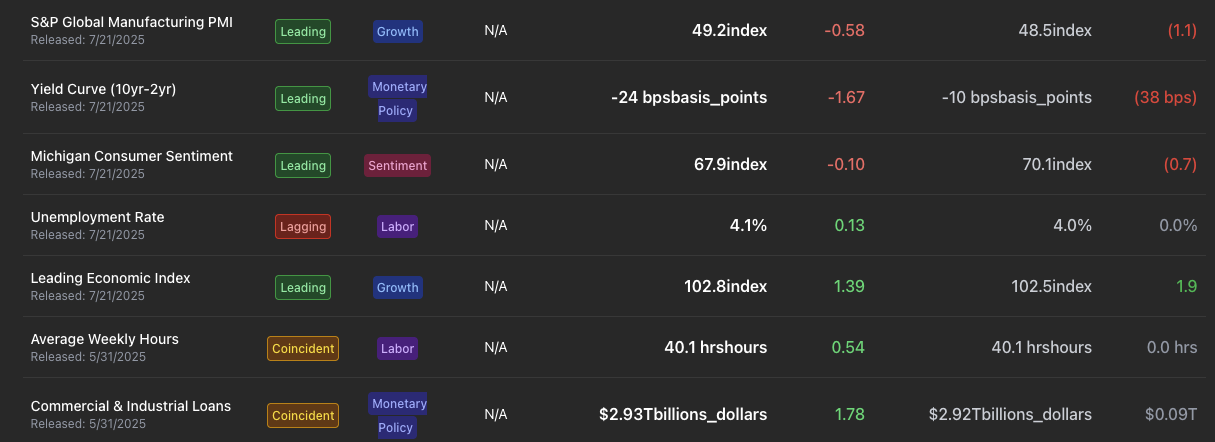 S&P Global Manufacturing PMI
Released: 7/21/2025
Leading
Growth
N/A
49.2index
-0.58
48.5index
(1.1)
Yield Curve (10yr-2yr)
Released: 7/21/2025
Leading
Monetary
Policy
N/A
-24 bpsbasis_points
-1.67
-10 bpsbasis_points
(38 bps)
Michigan Consumer Sentiment
Released: 7/21/2025
Leading
Sentiment
N/A
67.9index
-0.10
70.1index
(0.7)
Unemployment Rate
Released: 7/21/2025
Lagging
Labor
N/A
4.1%
0.13
4.0%
0.0%
Leading Economic Index
Released: 7/21/2025
Leading
Growth
N/A
102.8index
1.39
102.5index
1.9
Average Weekly Hours
Released: 5/31/2025
Coincident
Labor
N/A
40.1 hrshours
0.54
40.1 hrshours
0.0 hrs
Commercial & Industrial Loans
Released: 5/31/2025
Coincident
Monetary
Policy
N/A
$2.93Tbillions_dollars
1.78
$2.92Tbillions_dollars
$0.09T